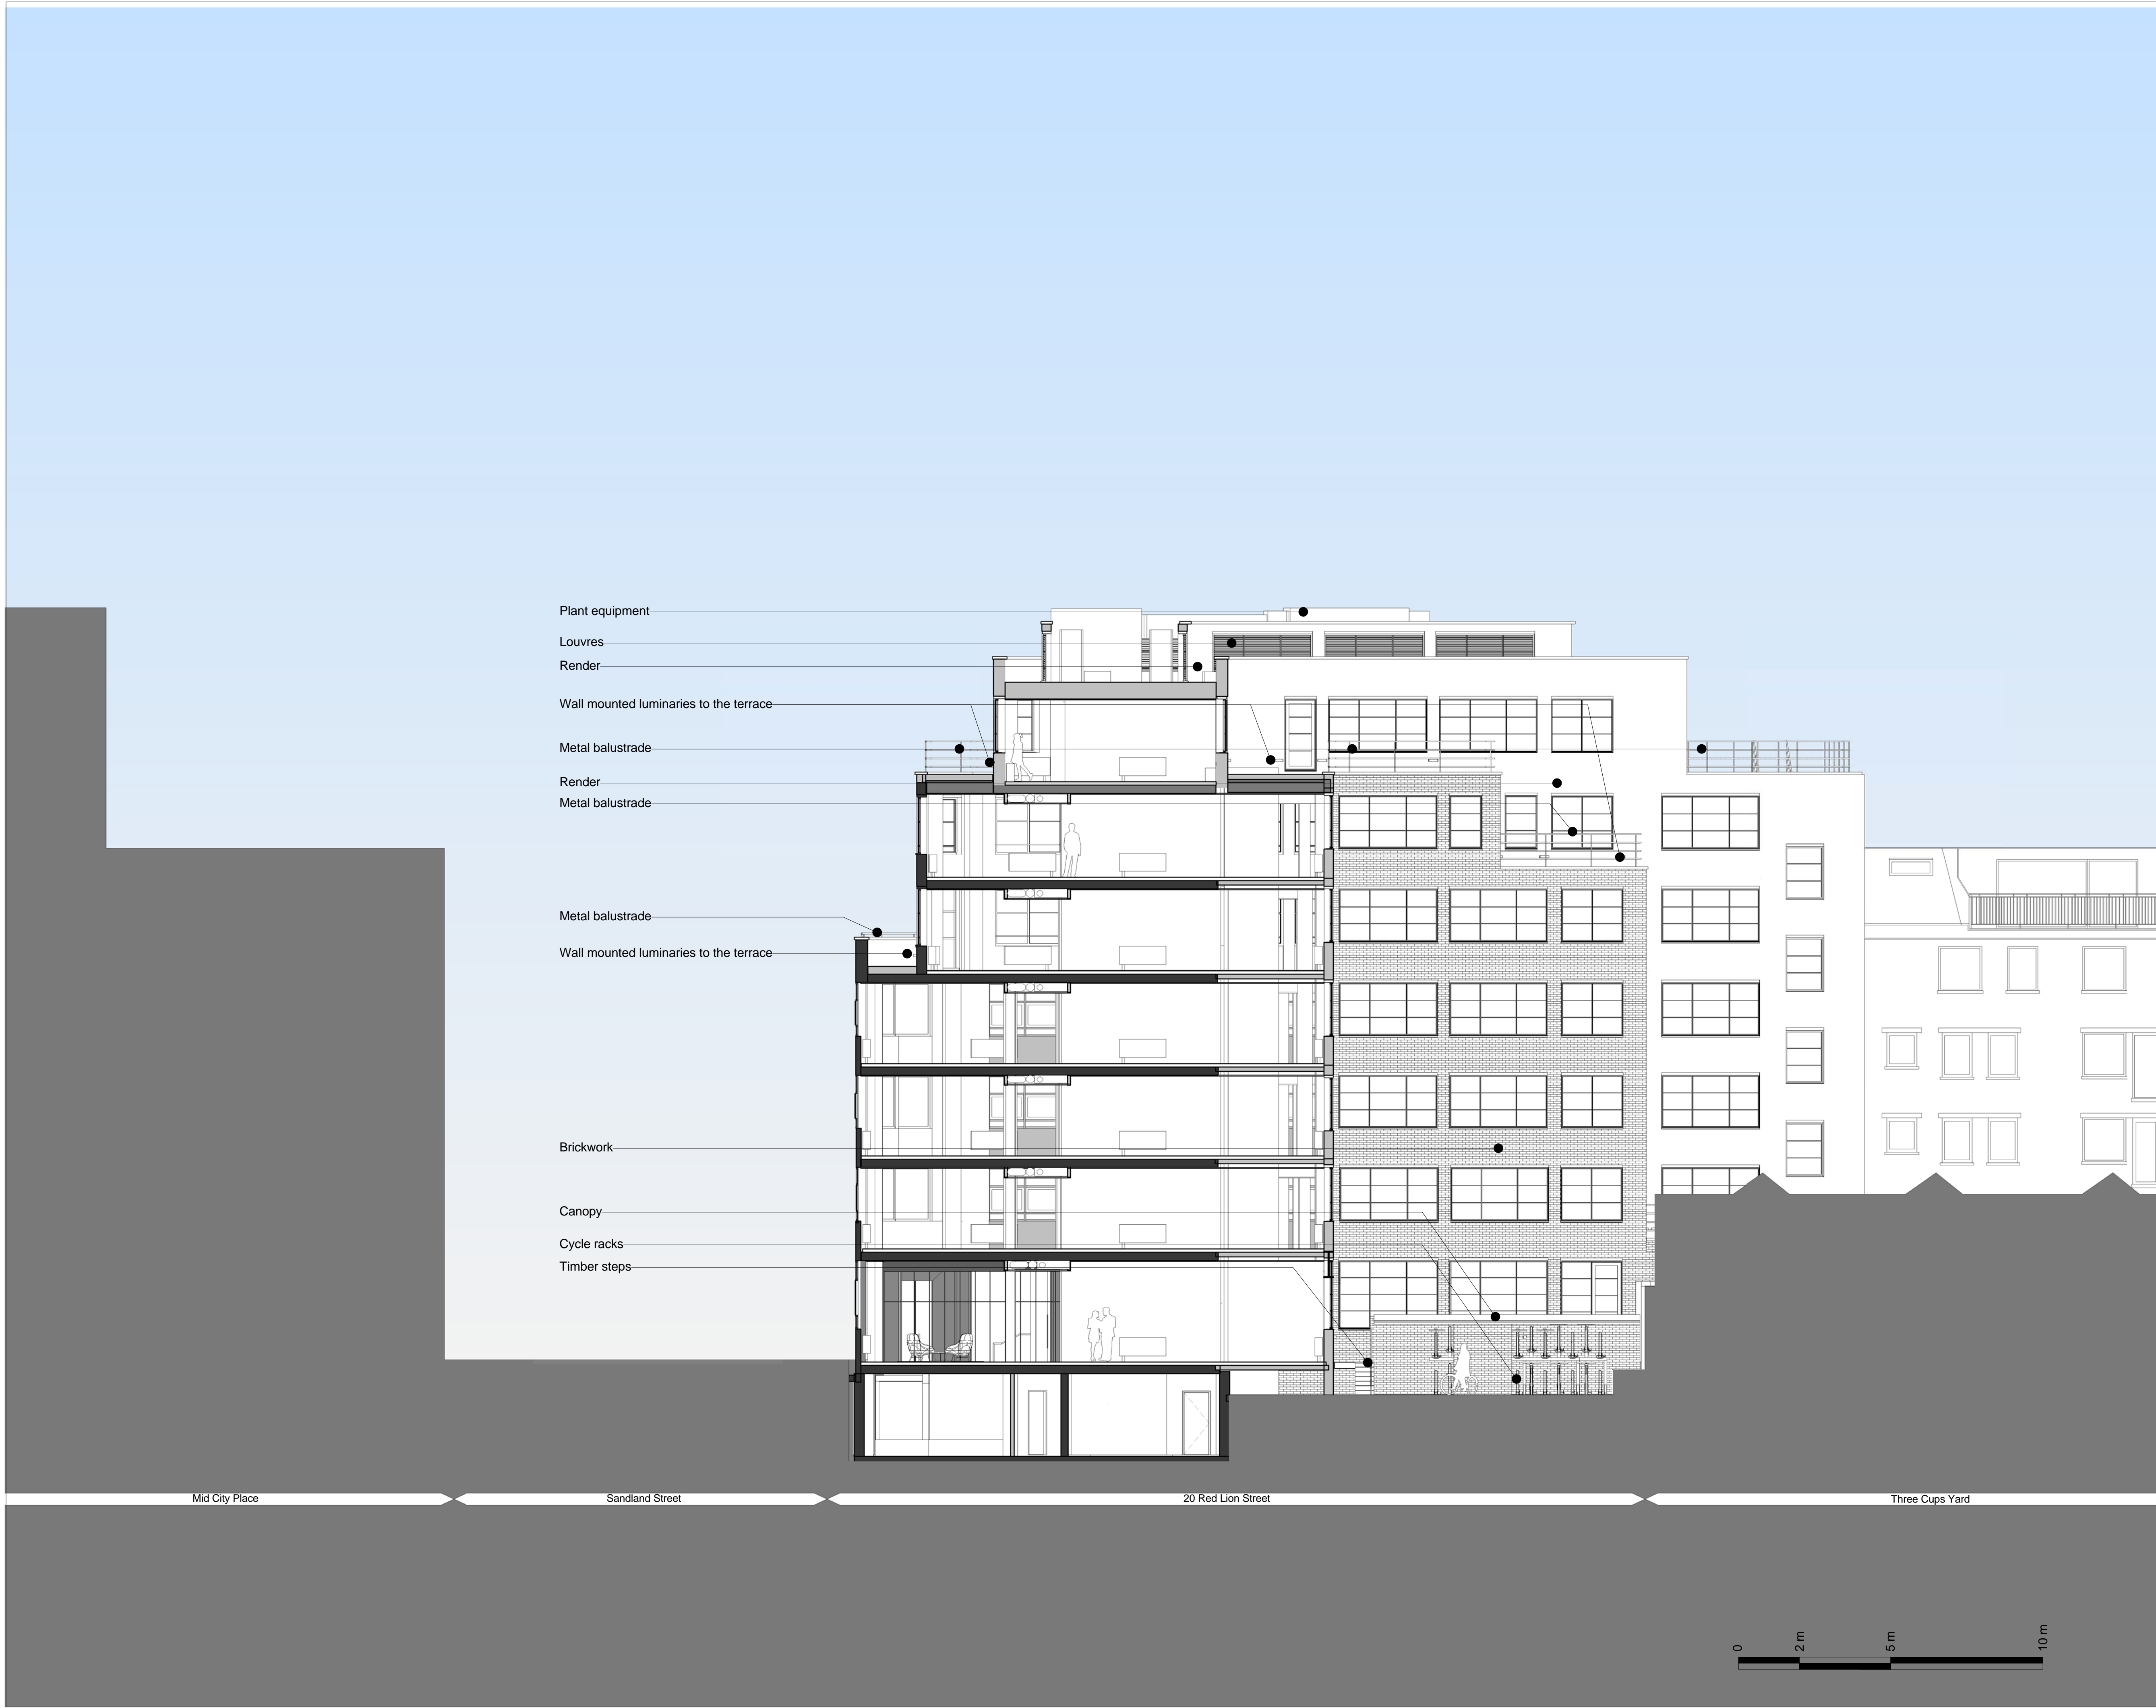 Plant equipment
Louvres
Render
Wall mounted luminaries to the terrace
Metal balustrade
Render
Metal balustrade
Metal balustrade
Wall mounted luminaries to the terrace
Brickwork
Canopy
Cycle racks
Timber steps
Mid City Place
Sandland Street
20 Red Lion Street
Three Cups Yard
0
2 m
5 m
10 m